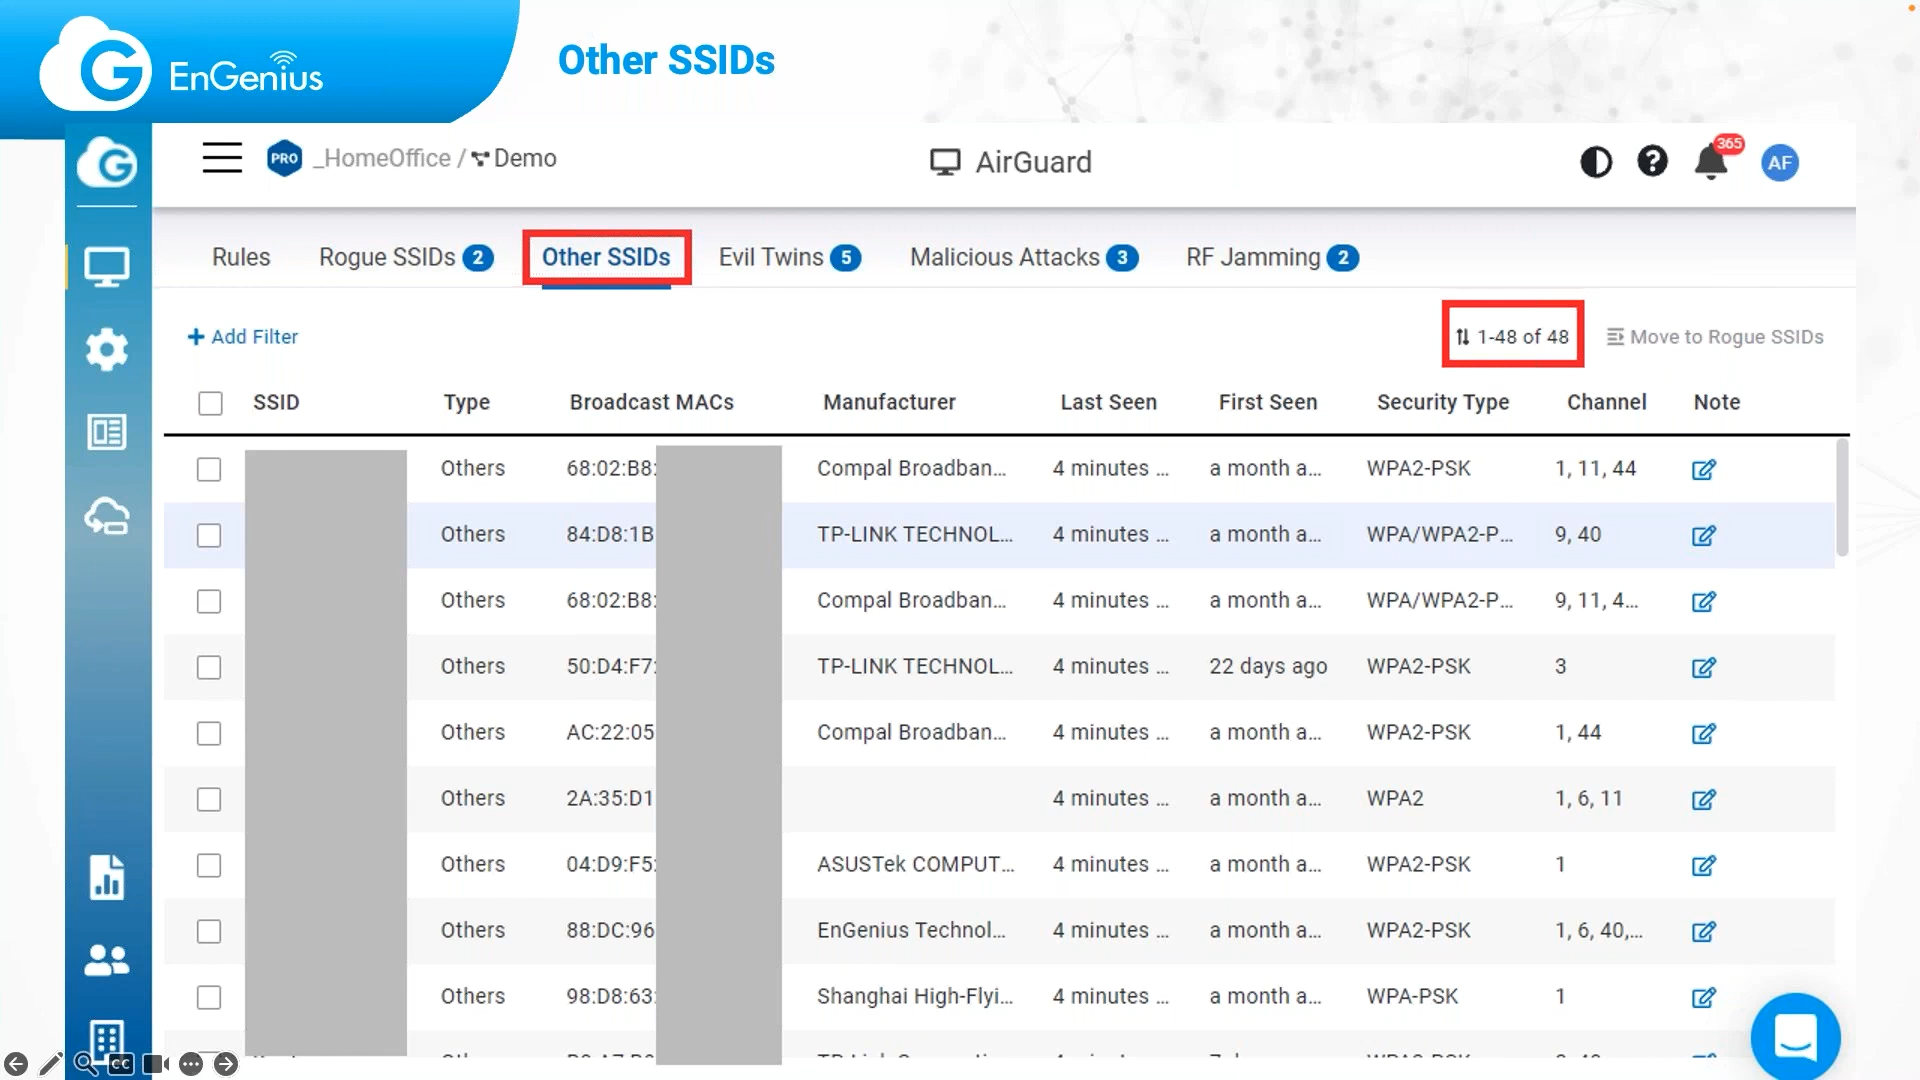 EnGenius
Other SSIDs
PRO _HomeOffice / Demo
AirGuard
365
AF
Rules
Rogue SSIDs 2
Other SSIDs
Evil Twins 5
Malicious Attacks 3
RF Jamming 2
+ Add Filter
1-48 of 48
Move to Rogue SSIDs
SSID Type Broadcast MACs Manufacturer Last Seen First Seen Security Type Channel Note
Others 68:02:B8: Compal Broadban... 4 minutes ... a month a... WPA2-PSK 1, 11, 44
Others 84:D8:1B TP-LINK TECHNOL... 4 minutes ... a month a... WPA/WPA2-P... 9, 40
Others 68:02:B8: Compal Broadban... 4 minutes ... a month a... WPA/WPA2-P... 9, 11, 4...
Others 50:D4:F7: TP-LINK TECHNOL... 4 minutes ... 22 days ago WPA2-PSK 3
Others AC:22:05 Compal Broadban... 4 minutes ... a month a... WPA2-PSK 1, 44
Others 2A:35:D1 4 minutes ... a month a... WPA2 1, 6, 11
Others 04:D9:F5: ASUSTek COMPUT... 4 minutes ... a month a... WPA2-PSK 1
Others 88:DC:96 EnGenius Technol... 4 minutes ... a month a... WPA2-PSK 1, 6, 40,...
Others 98:D8:63: Shanghai High-Flyi... 4 minutes ... a month a... WPA-PSK 1
CC